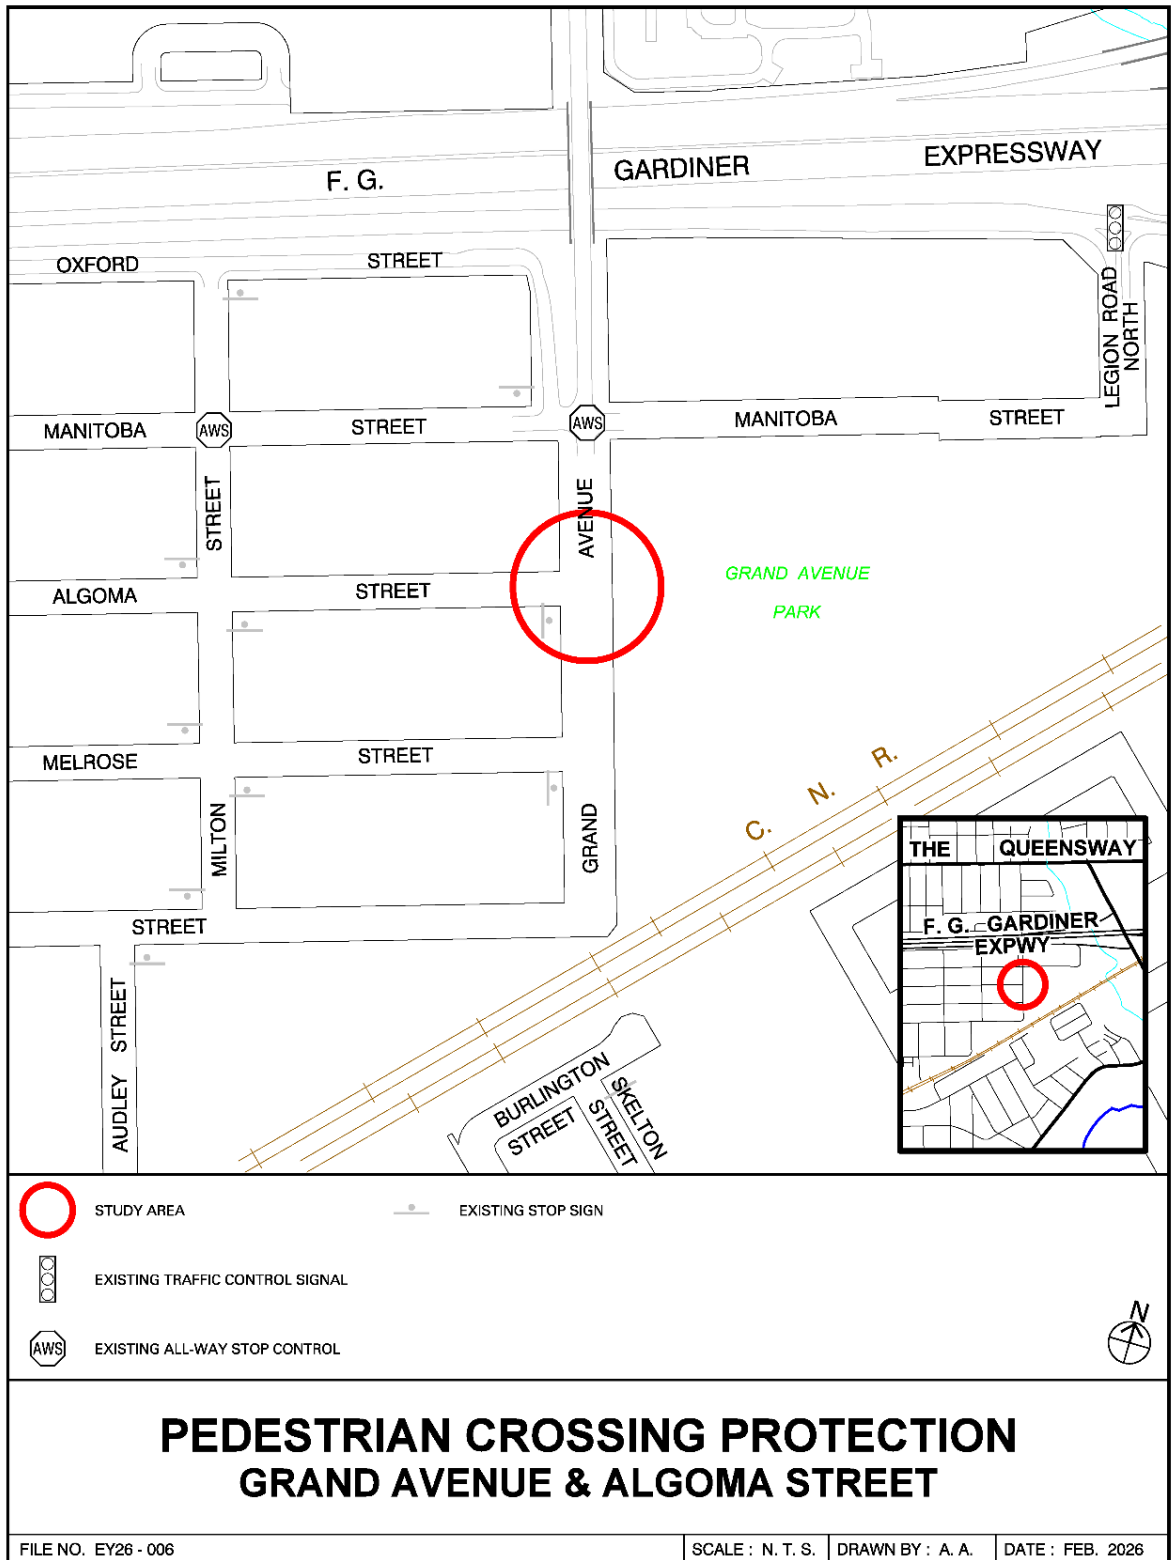 F. G. GARDINER EXPRESSWAY
OXFORD STREET
LEGION ROAD
NORTH
MANITOBA AWS STREET AWS MANITOBA STREET
STREET
AVENUE
ALGOMA STREET
GRAND AVENUE
PARK
MELROSE STREET
MILTON
GRAND
C. N. R.
STREET
AUDLEY STREET
BURLINGTON
STREET
SKELTON
STREET
THE QUEENSWAY
F. G. GARDINER
EXPWY
STUDY AREA
EXISTING STOP SIGN
EXISTING TRAFFIC CONTROL SIGNAL
AWS EXISTING ALL-WAY STOP CONTROL
N
PEDESTRIAN CROSSING PROTECTION
GRAND AVENUE & ALGOMA STREET
FILE NO. EY26 - 006 SCALE : N. T. S. DRAWN BY : A. A. DATE : FEB. 2026